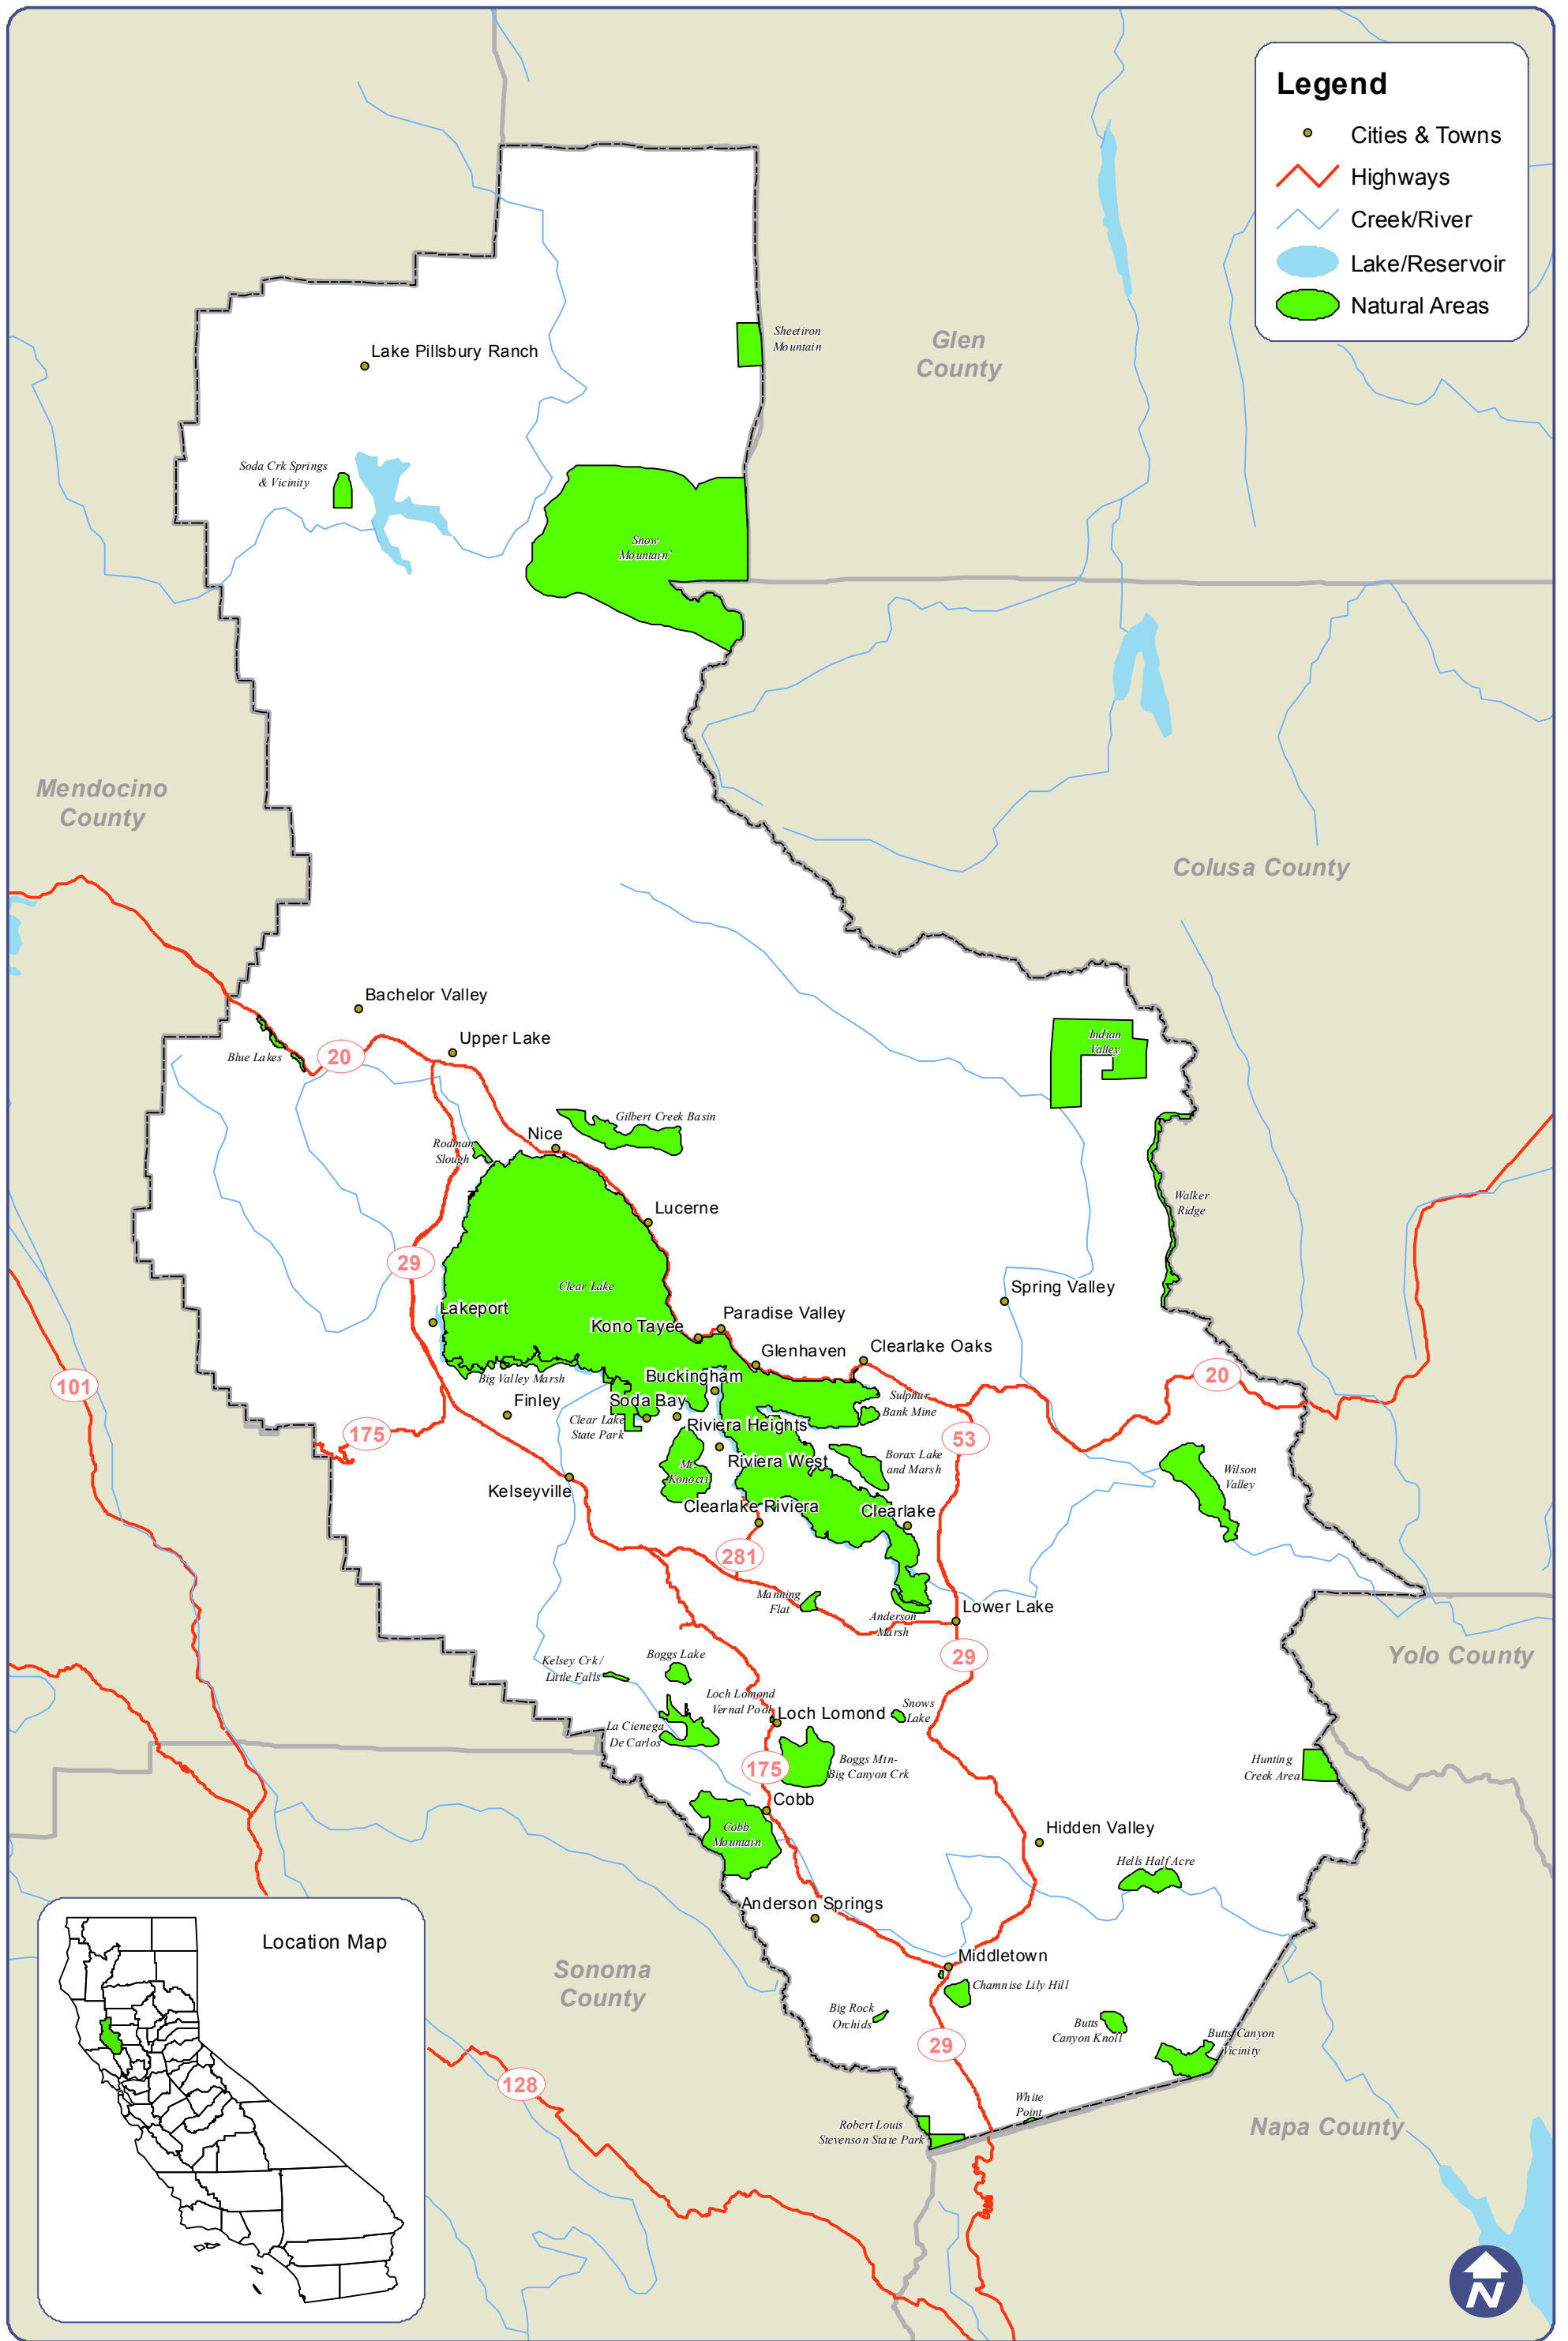 Legend
Cities & Towns
Highways
Creek/River
Lake/Reservoir
Natural Areas
Sheetiron
Mountain
Glen
County
Lake Pillsbury Ranch
Soda Crk Springs
& Vicinity
Snow
Mountain`
Mendocino
County
Colusa County
Bachelor Valley
Upper Lake
Blue Lakes
20
Indian
Valley
Gilbert Creek Basin
Nice
Rodman
Slough
Walker
Ridge
Lucerne
29
Clear Lake
Spring Valley
Lakeport
Paradise Valley
Kono Tayee
Glenhaven
Clearlake Oaks
20
101
Big Valley Marsh
Buckingham
Finley
Soda Bay
Sulphur
Bank Mine
Clear Lake
State Park
Riviera Heights
175
53
Mt
Konocti
Riviera West
Borax Lake
and Marsh
Wilson
Valley
Kelseyville
Clearlake Riviera
Clearlake
281
Manning
Flat
Anderson
Marsh
Lower Lake
29
Yolo County
Kelsey Crk /
Little Falls
Boggs Lake
Loch Lomond
Vernal Pool
Loch Lomond
Snows
Lake
La Cienega
De Carlos
175
Boggs Mtn-
Big Canyon Crk
Hunting
Creek Area
Cobb
Cobb
Mountain
Hidden Valley
Hells Half Acre
Anderson Springs
Location Map
Middletown
Sonoma
County
Chamnise Lily Hill
Big Rock
Orchids
Butts
Canyon Knoll
Butts Canyon
Vicinity
29
128
White
Point
Robert Louis
Stevenson State Park
Napa County
N